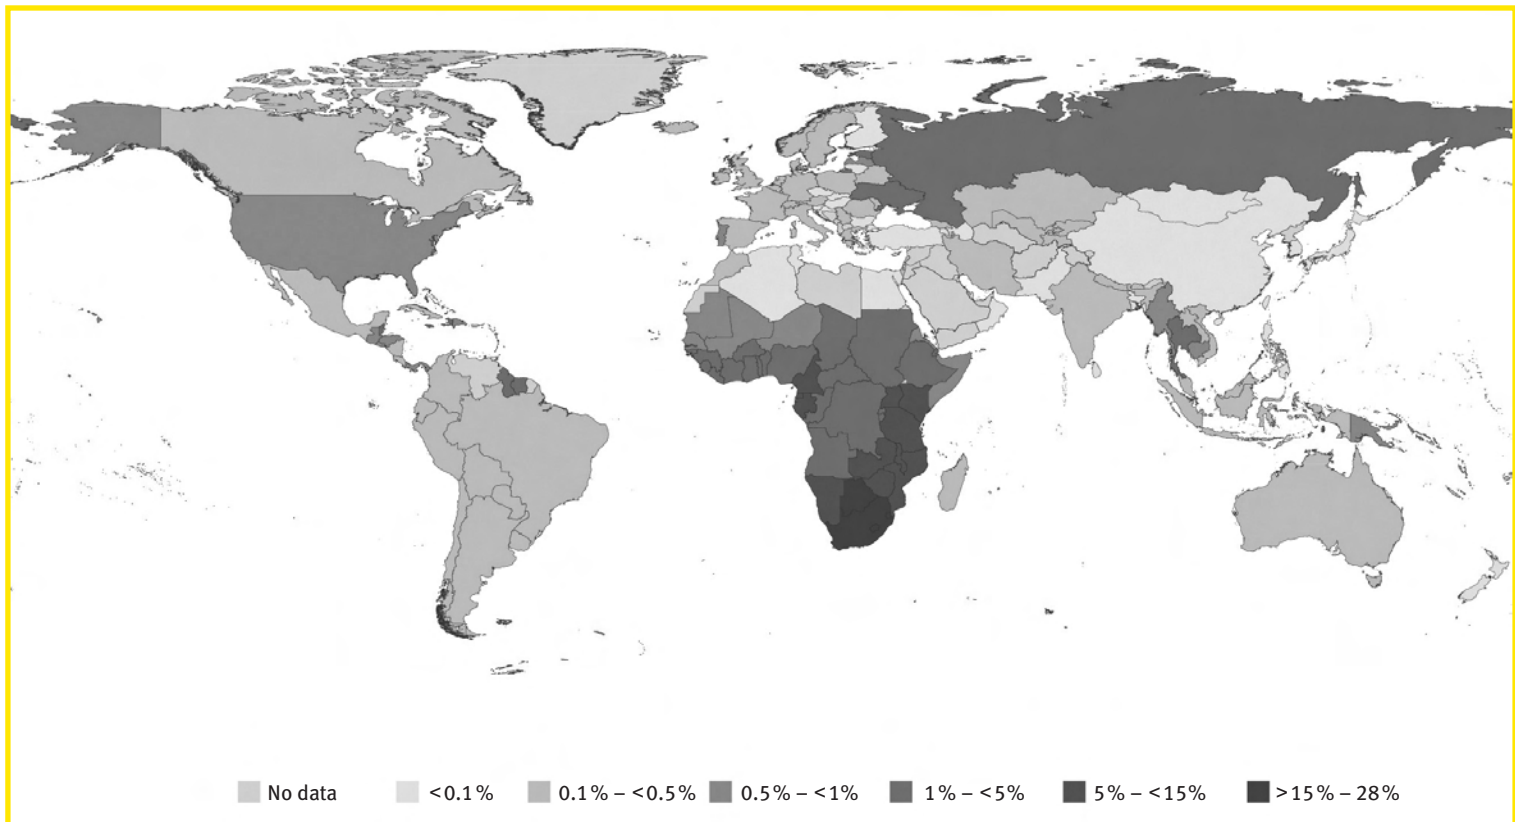 No data <0.1% 0.1% – <0.5% 0.5% – <1% 1% – <5% 5% – <15% >15% – 28%